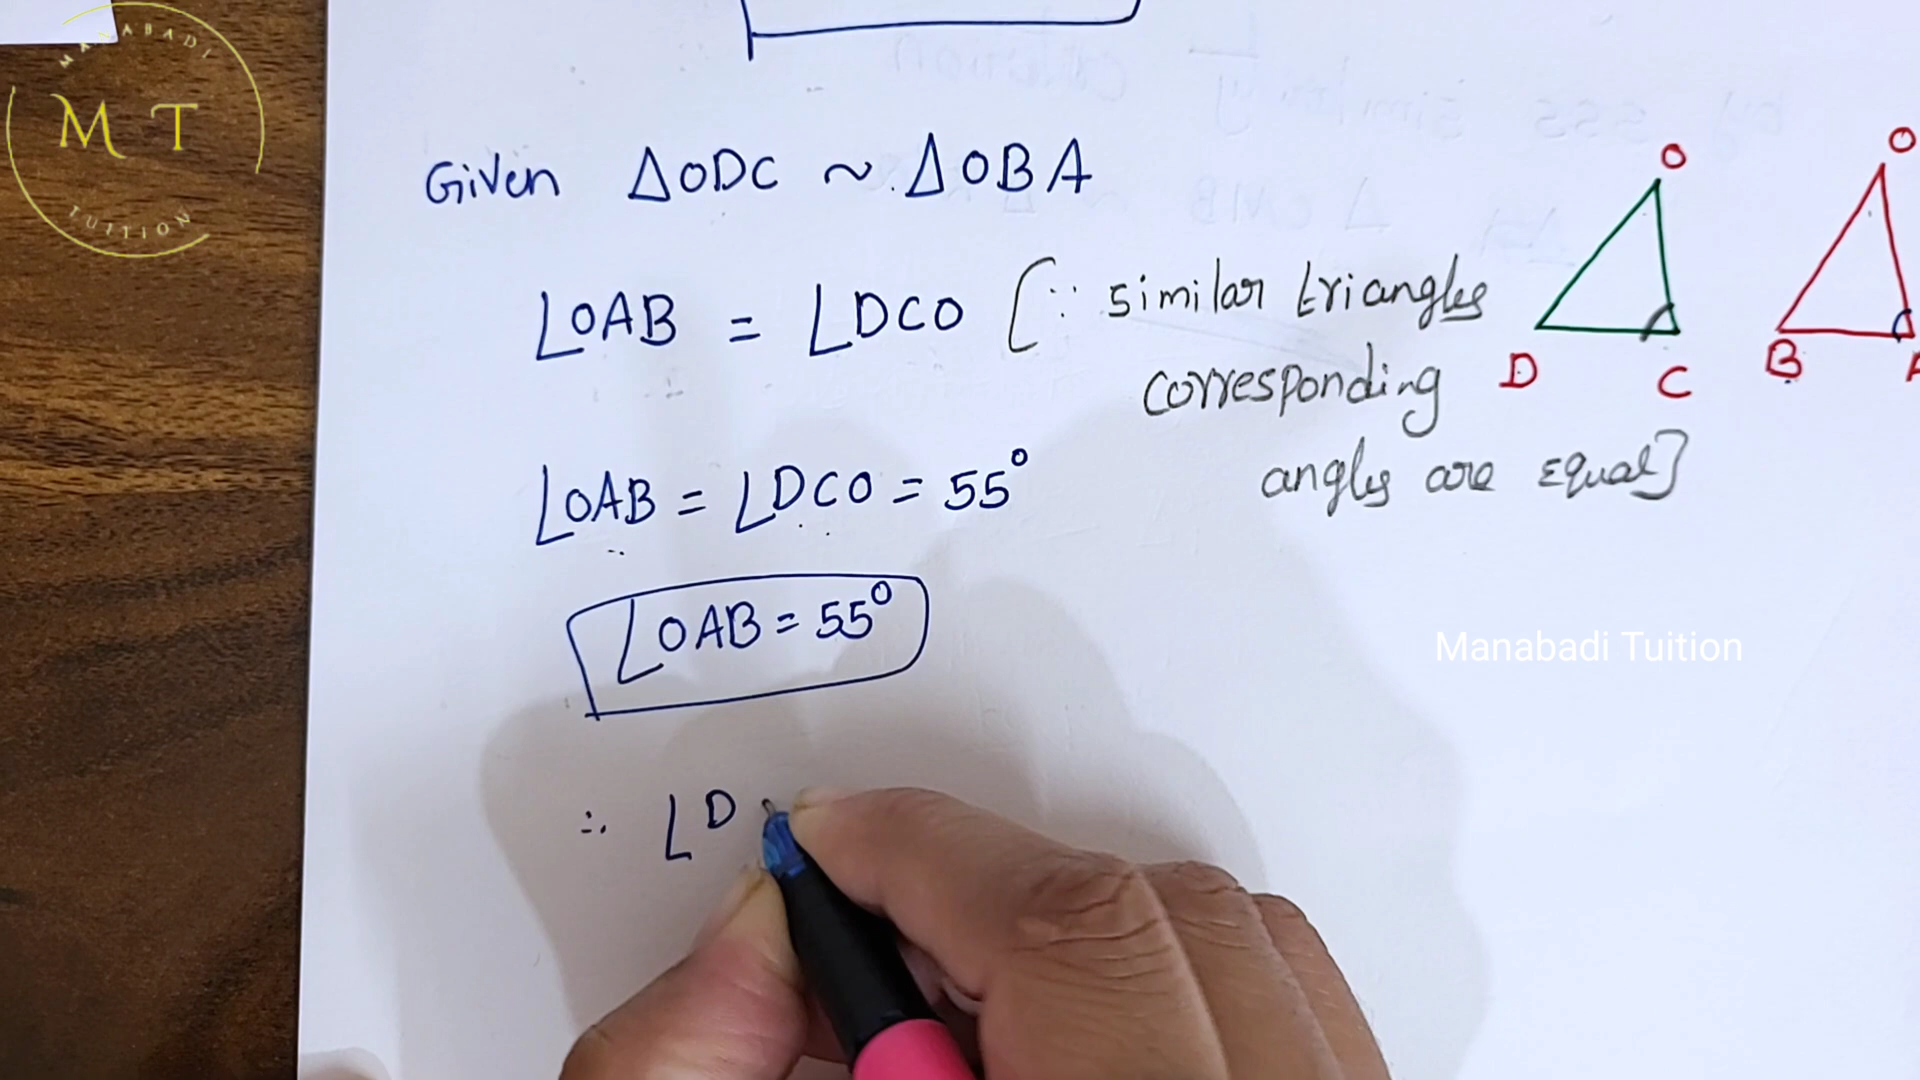 MANABADI
M T
TUITION
Given ΔODC ~ ΔOBA
∠OAB = ∠DCO [∵ similar triangles
corresponding
angles are Equal]
O
D C
O
B A
∠OAB = ∠DCO = 55°
∠OAB = 55°
Manabadi Tuition
∴ ∠D